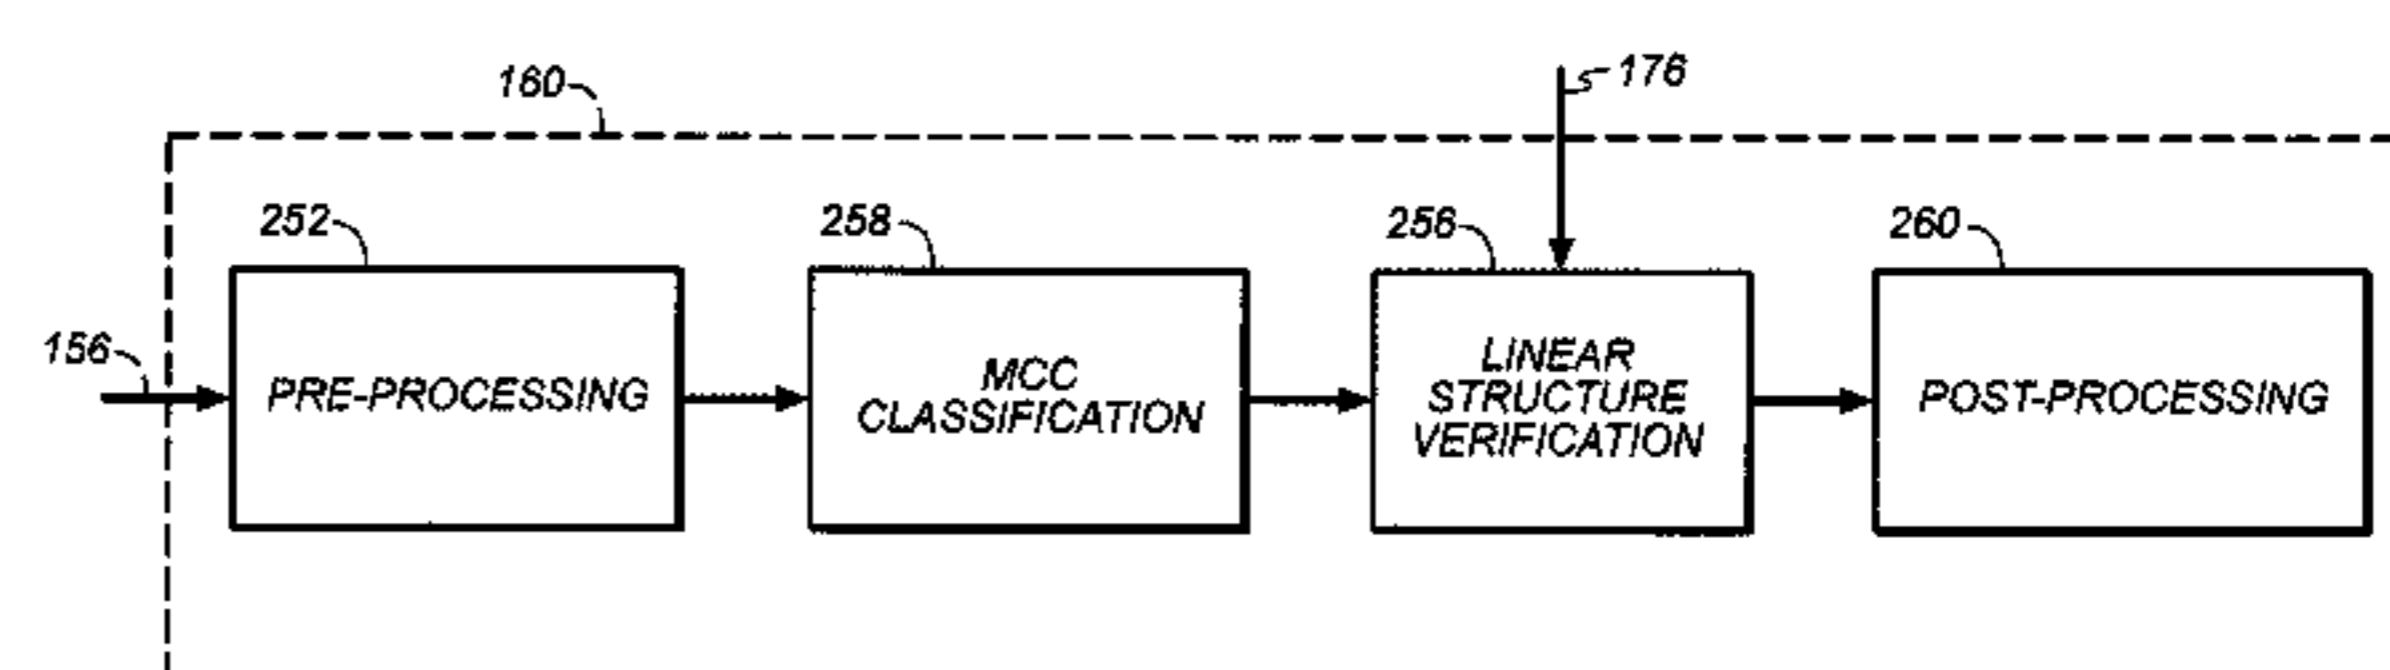 160
176
252
258
256
260
156
PRE-PROCESSING
MCC
CLASSIFICATION
LINEAR
STRUCTURE
VERIFICATION
POST-PROCESSING